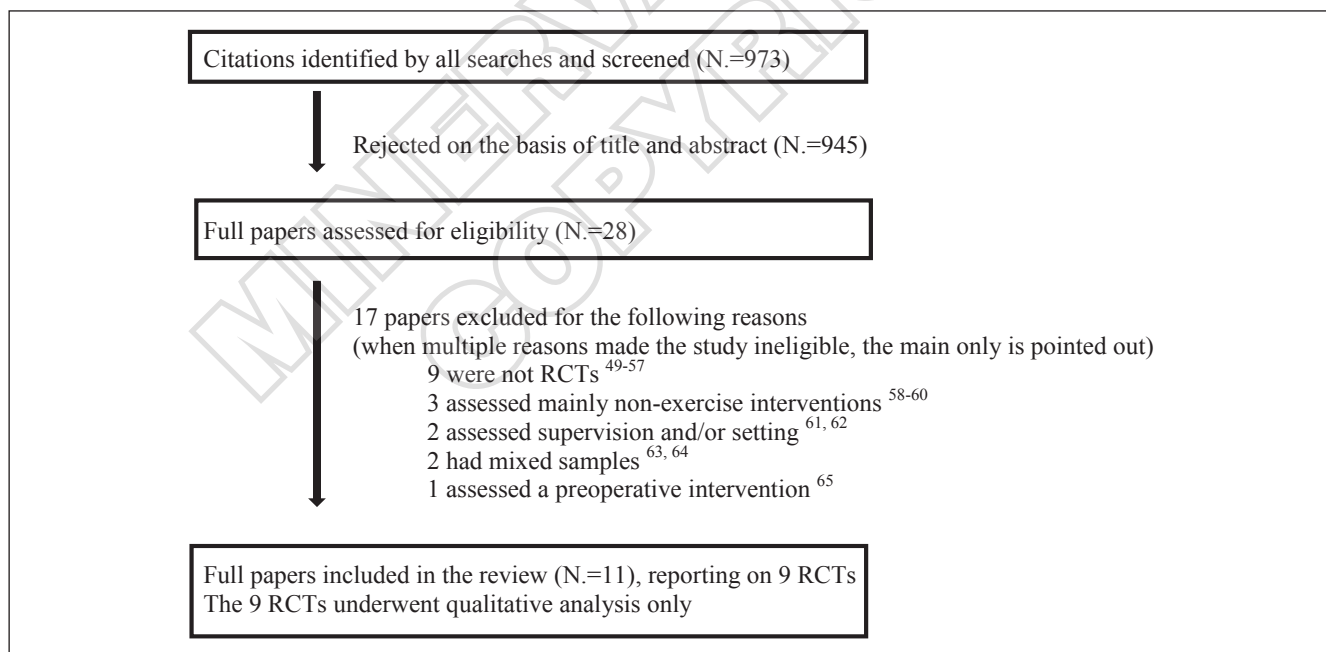 Citations identified by all searches and screened (N.=973)
Rejected on the basis of title and abstract (N.=945)
Full papers assessed for eligibility (N.=28)
17 papers excluded for the following reasons
(when multiple reasons made the study ineligible, the main only is pointed out)
9 were not RCTs 49-57
3 assessed mainly non-exercise interventions 58-60
2 assessed supervision and/or setting 61, 62
2 had mixed samples 63, 64
1 assessed a preoperative intervention 65
Full papers included in the review (N.=11), reporting on 9 RCTs
The 9 RCTs underwent qualitative analysis only